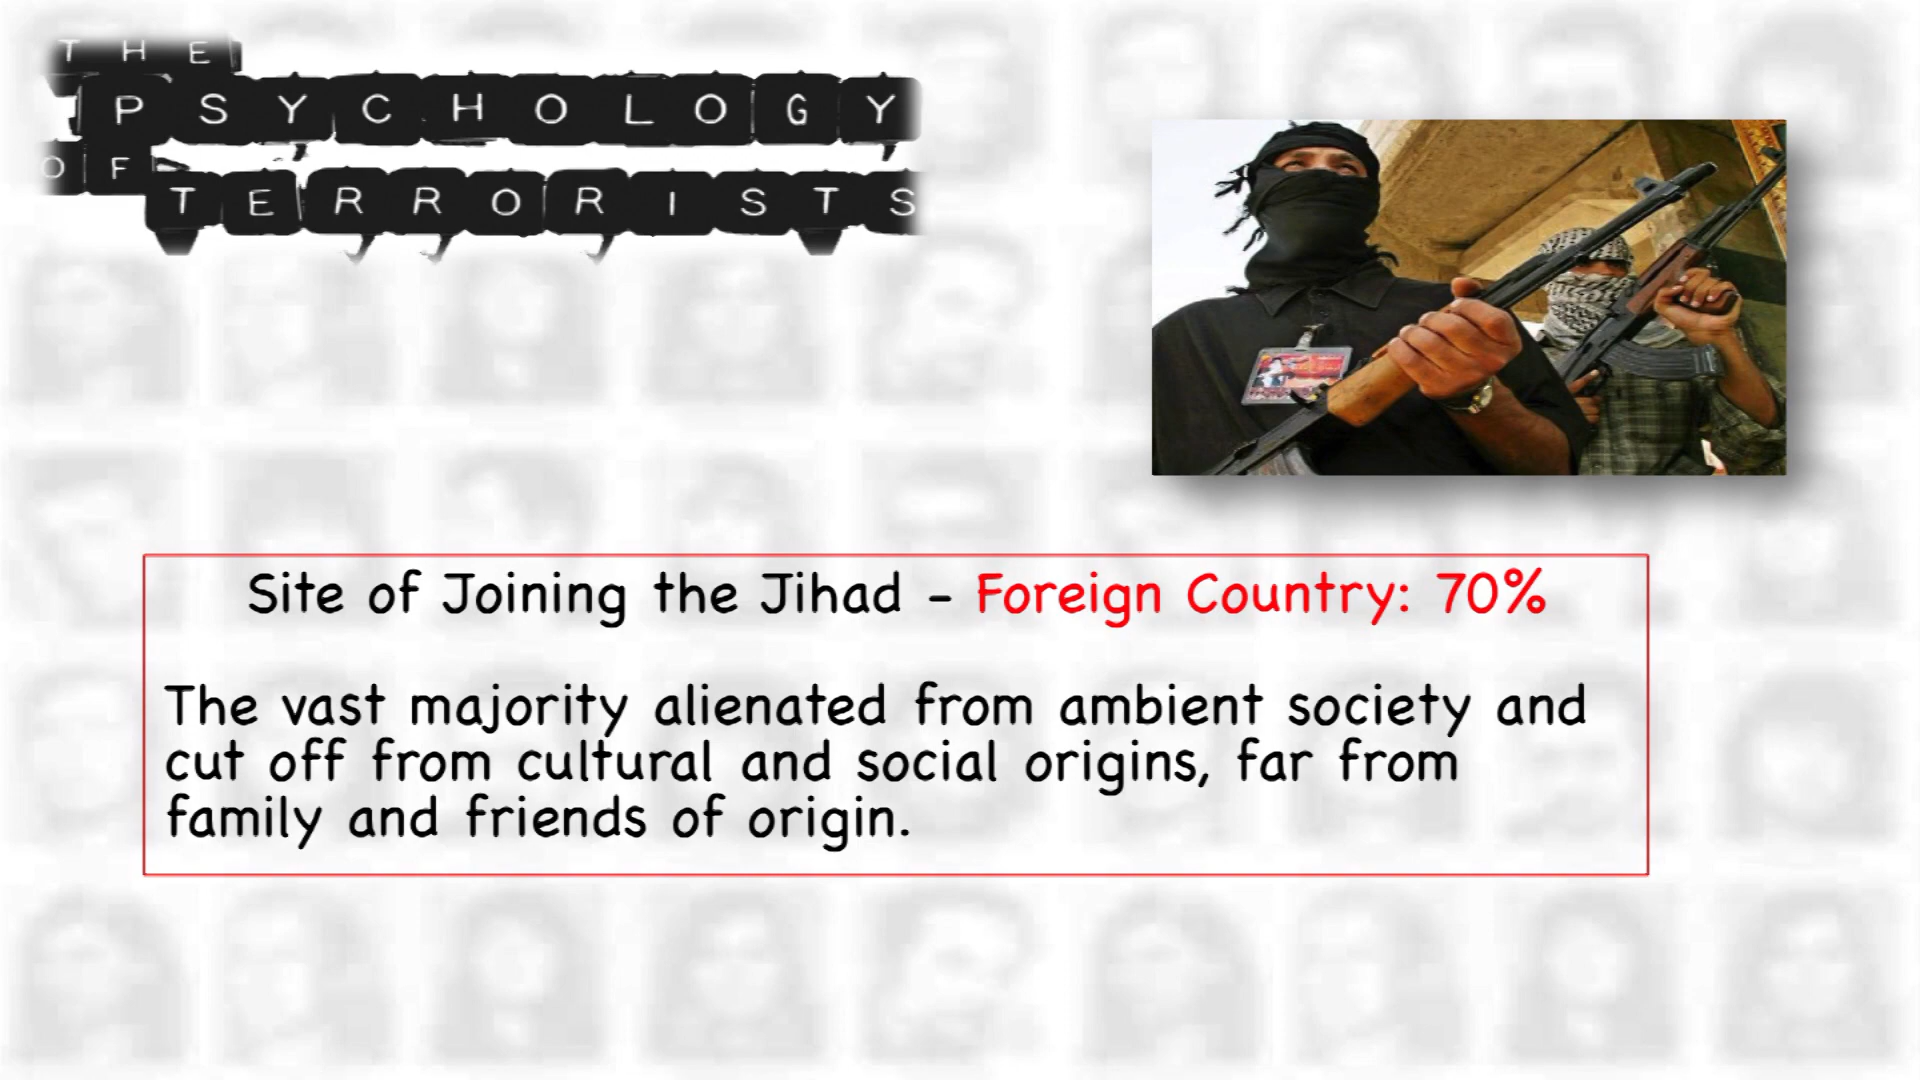 THE
PSYCHOLOGY
OF
TERRORISTS
Site of Joining the Jihad - Foreign Country: 70%
The vast majority alienated from ambient society and
cut off from cultural and social origins, far from
family and friends of origin.